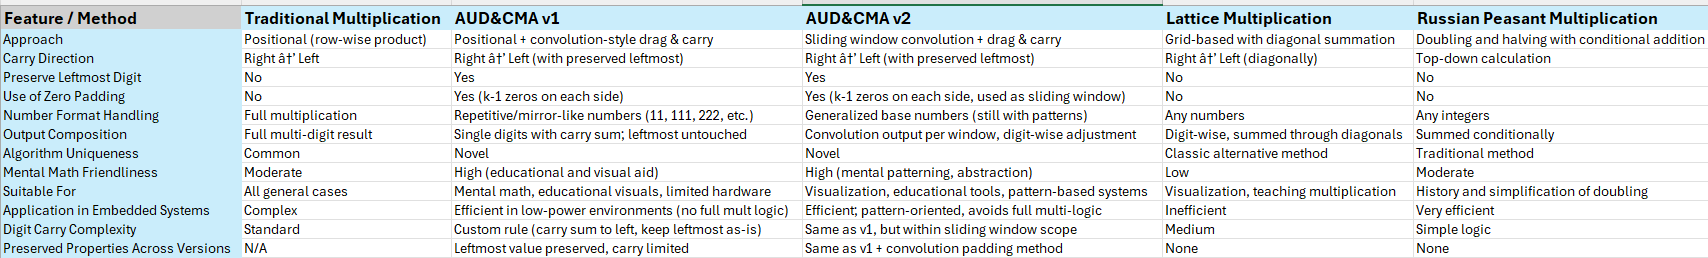 Feature / Method Traditional Multiplication AUD&CMA v1 AUD&CMA v2 Lattice Multiplication Russian Peasant Multiplication
Approach Positional (row-wise product) Positional + convolution-style drag & carry Sliding window convolution + drag & carry Grid-based with diagonal summation Doubling and halving with conditional addition
Carry Direction Right â†’ Left Right â†’ Left (with preserved leftmost) Right â†’ Left (with preserved leftmost) Right â†’ Left (diagonally) Top-down calculation
Preserve Leftmost Digit No Yes Yes No No
Use of Zero Padding No Yes (k-1 zeros on each side) Yes (k-1 zeros on each side, used as sliding window) No No
Number Format Handling Full multiplication Repetitive/mirror-like numbers (11, 111, 222, etc.) Generalized base numbers (still with patterns) Any numbers Any integers
Output Composition Full multi-digit result Single digits with carry sum; leftmost untouched Convolution output per window, digit-wise adjustment Digit-wise, summed through diagonals Summed conditionally
Algorithm Uniqueness Common Novel Novel Classic alternative method Traditional method
Mental Math Friendliness Moderate High (educational and visual aid) High (mental patterning, abstraction) Low Moderate
Suitable For All general cases Mental math, educational visuals, limited hardware Visualization, educational tools, pattern-based systems Visualization, teaching multiplication History and simplification of doubling
Application in Embedded Systems Complex Efficient in low-power environments (no full mult logic) Efficient; pattern-oriented, avoids full multi-logic Inefficient Very efficient
Digit Carry Complexity Standard Custom rule (carry sum to left, keep leftmost as-is) Same as v1, but within sliding window scope Medium Simple logic
Preserved Properties Across Versions N/A Leftmost value preserved, carry limited Same as v1 + convolution padding method None None